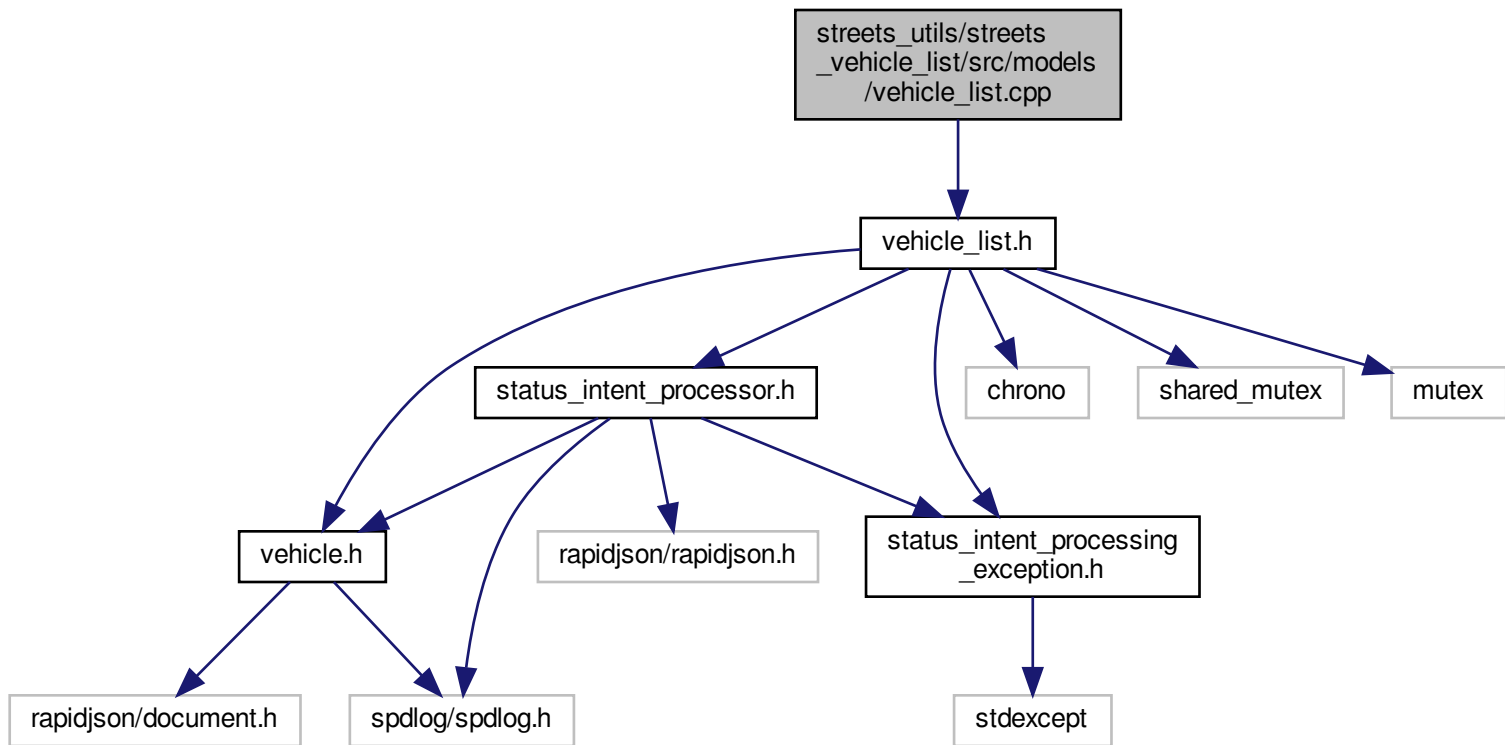 streets_utils/streets
_vehicle_list/src/models
/vehicle_list.cpp
vehicle_list.h
status_intent_processor.h
chrono
shared_mutex
mutex
vehicle.h
rapidjson/rapidjson.h
status_intent_processing
_exception.h
rapidjson/document.h
spdlog/spdlog.h
stdexcept